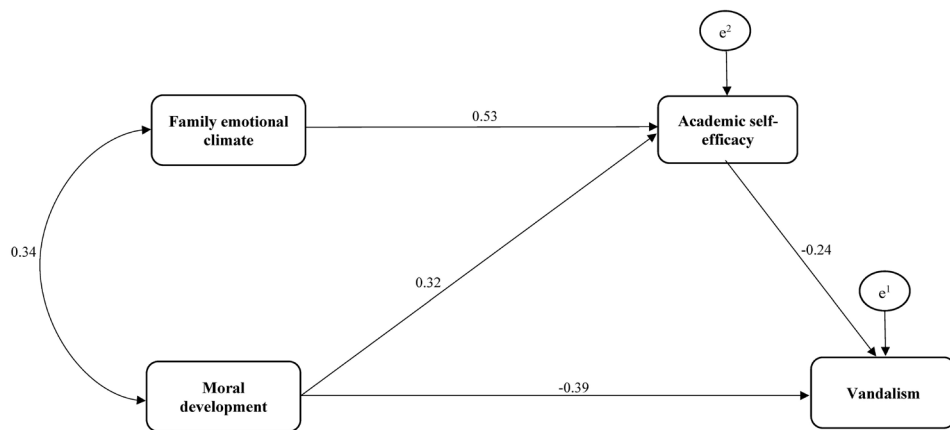 e²
Family emotional
climate
0.53
Academic self-
efficacy
0.34
0.32
-0.24
e¹
Moral
development
-0.39
Vandalism